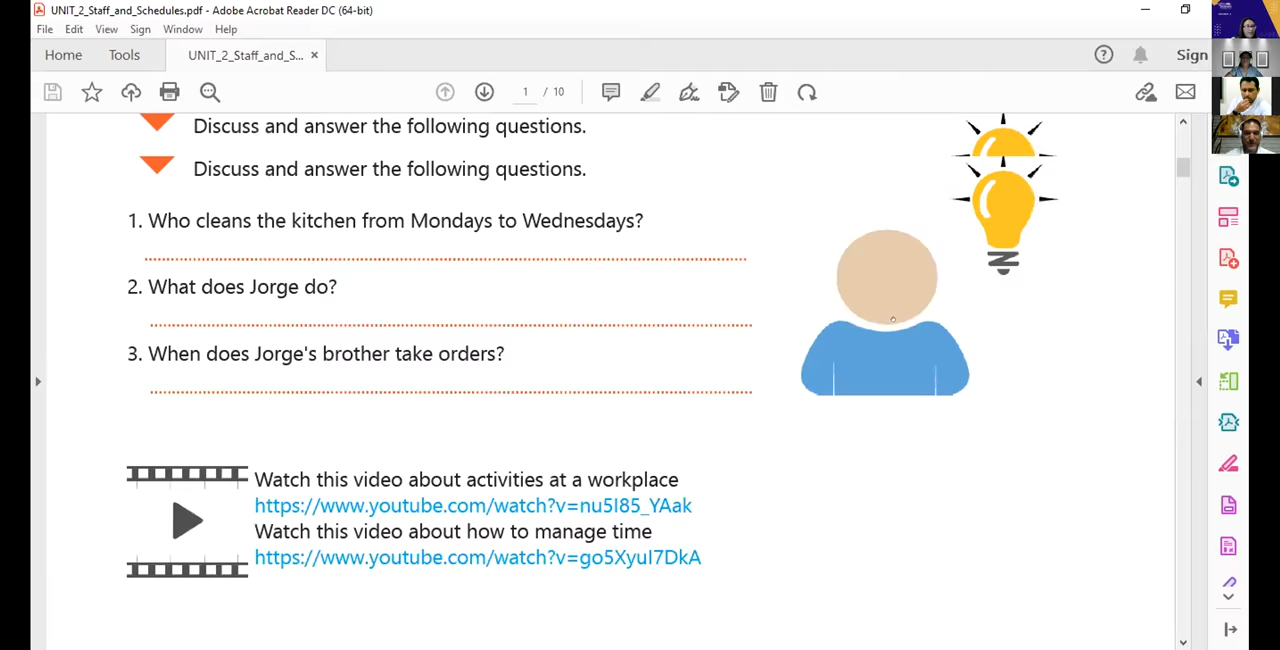 UNIT_2_Staff_and_Schedules.pdf - Adobe Acrobat Reader DC (64-bit)
File Edit View Sign Window Help
Home Tools UNIT_2_Staff_and_S... × Sign
1 / 10
Discuss and answer the following questions.
Discuss and answer the following questions.
1. Who cleans the kitchen from Mondays to Wednesdays?
2. What does Jorge do?
3. When does Jorge's brother take orders?
Watch this video about activities at a workplace
https://www.youtube.com/watch?v=nu5I85_YAak
Watch this video about how to manage time
https://www.youtube.com/watch?v=go5XyuI7DkA